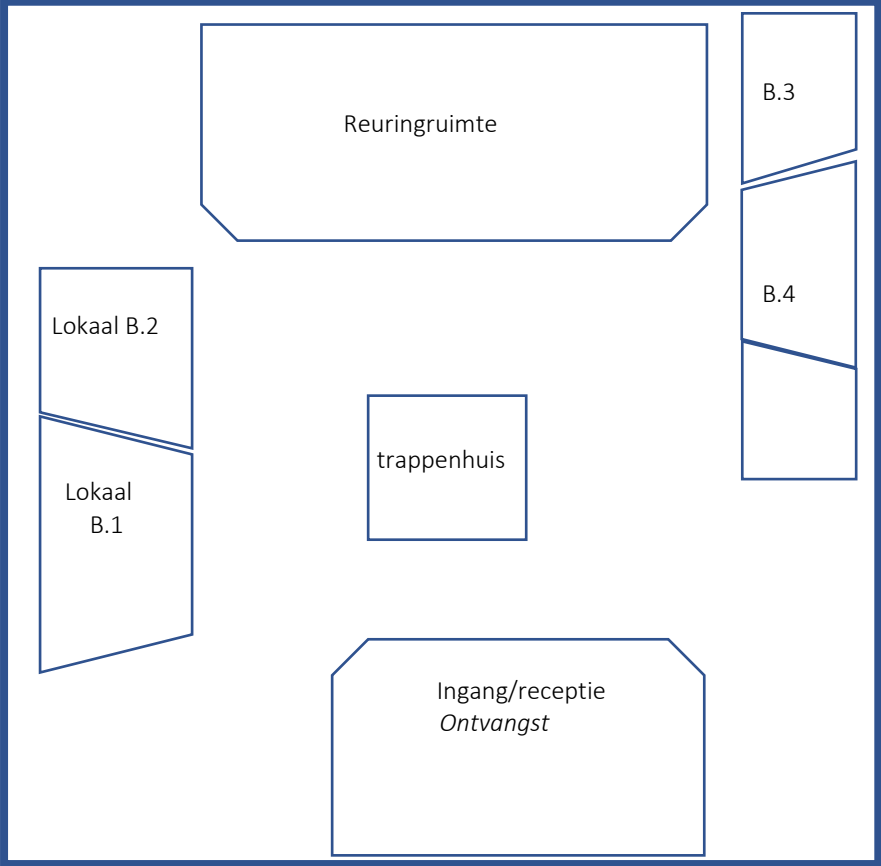 Reuringruimte
B.3
B.4
Lokaal B.2
Lokaal
B.1
trappenhuis
Ingang/receptie
Ontvangst